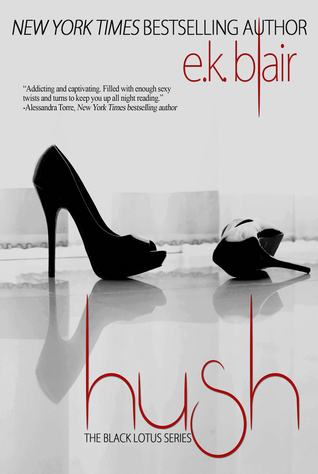 NEW YORK TIMES BESTSELLING AUTHOR
e.k. blair
"Addicting and captivating. Filled with enough sexy
twists and turns to keep you up all night reading."
-Alessandra Torre, New York Times bestselling author
hush
THE BLACK LOTUS SERIES